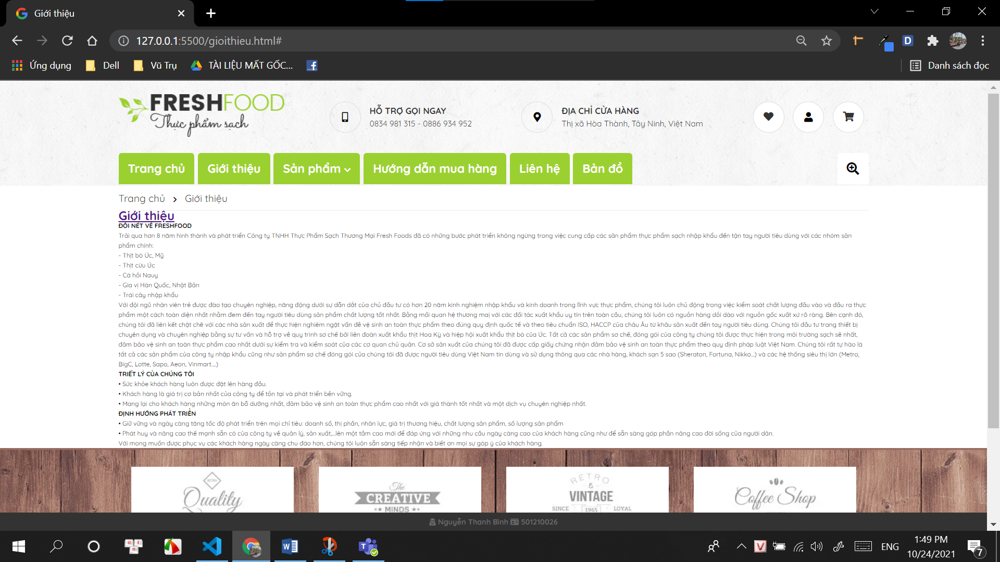 Giới thiệu
127.0.0.1:5500/gioithieu.html#
Ứng dụng
Dell
Vũ Trụ
TÀI LIỆU MẤT GỐC...
Danh sách đọc
FRESHFOOD
Thực phẩm sạch
HỖ TRỢ GỌI NGAY
0834 981 315 - 0886 934 952
ĐỊA CHỈ CỬA HÀNG
Thị xã Hòa Thành, Tây Ninh, Việt Nam
Trang chủ
Giới thiệu
Sản phẩm
Hướng dẫn mua hàng
Liên hệ
Bản đồ
Trang chủ > Giới thiệu
Giới thiệu
ĐÔI NÉT VỀ FRESHFOOD
Trải qua hơn 8 năm hình thành và phát triển Công ty TNHH Thực Phẩm Sạch Thương Mại Fresh Foods đã có những bước phát triển không ngừng trong việc cung cấp các sản phẩm thực phẩm sạch nhập khẩu đến tận tay người tiêu dùng với các nhóm sản
phẩm chính:
- Thịt bò Úc, Mỹ
- Thịt cừu Úc
- Cá hồi Nauy
- Gia vị Hàn Quốc, Nhật Bản
- Trái cây nhập khẩu
Với đội ngũ nhân viên trẻ được đào tạo chuyên nghiệp, năng động dưới sự dẫn dắt của chủ đầu tư có hơn 20 năm kinh nghiệm nhập khẩu và kinh doanh trong lĩnh vực thực phẩm, chúng tôi luôn chủ động trong việc kiểm soát chất lượng đầu vào và đầu ra thực
phẩm một cách toàn diện nhất nhằm đem đến tay người tiêu dùng sản phẩm chất lượng tốt nhất. Bằng mối quan hệ thương maị với các đối tác xuất khẩu uy tín trên toàn cầu, chúng tôi luôn có nguồn hàng dồi dào với nguồn gốc xuất xứ rõ ràng. Bên cạnh đó,
chúng tôi đã liên kết chặt chẽ với các nhà sản xuất để thực hiện nghiêm ngặt vấn đề vệ sinh an toàn thực phẩm theo đúng quy định quốc tế và theo tiêu chuẩn ISO, HACCP của châu Âu từ khâu sản xuất đến tay người tiêu dùng. Chúng tôi đầu tư trang thiết bị
chuyên dụng và chuyên nghiệp bằng sự tư vấn và hỗ trợ về quy trình sơ chế bởi liên đoàn xuất khẩu thịt Hoa Kỳ và hiệp hội xuất khẩu thịt bò của Úc. Tất cả các sản phẩm sơ chế, đóng gói của công ty chúng tôi được thực hiện trong môi trường sạch sẽ nhất,
đảm bảo vệ sinh an toàn thực phẩm cao nhất dưới sự kiểm tra và kiểm soát của các cơ quan chủ quản. Cơ sở sản xuất của chúng tôi đã được cấp giấy chứng nhận đảm bảo vệ sinh an toàn thực phẩm theo quy định pháp luật Việt Nam. Chúng tôi rất tự hào là
tất cả các sản phẩm của công ty nhập khẩu cũng như sản phẩm sơ chế đóng gói của chúng tôi đã được người tiêu dùng Việt Nam tin dùng và sử dụng thông qua các nhà hàng, khách sạn 5 sao (Sheraton, Fortuna, Nikko...) và các hệ thống siêu thị lớn (Metro,
BigC, Lotte, Sapo, Aeon, Vinmart....)
TRIẾT LÝ CỦA CHÚNG TÔI
• Sức khỏe khách hàng luôn được đặt lên hàng đầu.
• Khách hàng là giá trị cơ bản nhất của công ty để tồn tại và phát triển bền vững.
• Mang lại cho khách hàng những món ăn bổ dưỡng nhất, đảm bảo vệ sinh an toàn thực phẩm cao nhất với giá thành tốt nhất và một dịch vụ chuyên nghiệp nhất.
ĐỊNH HƯỚNG PHÁT TRIỂN
• Giữ vững và ngày càng tăng tốc độ phát triển trên mọi chỉ tiêu: doanh số, thị phần, nhân lực, giá trị thương hiệu, chất lượng sản phẩm, số lượng sản phẩm
• Phát huy và nâng cao thế mạnh sẵn có của công ty về quản lý, sản xuất,...lên một tầm cao mới để đáp ứng với những nhu cầu ngày càng cao của khách hàng cũng như để sẵn sàng góp phần nâng cao đời sống của người dân.
Với mong muốn được phục vụ các khách hàng ngày càng chu đáo hơn, chúng tôi luôn sẵn sàng tiếp nhận và biết ơn mọi sự góp ý của khách hàng.
RETRO
Quality
The
CREATIVE
MINDS
RETRO
&
VINTAGE
SINCE 1965 LOYAL
Coffee Shop
Nguyễn Thanh Bình 501210026
ENG
1:49 PM
10/24/2021
7